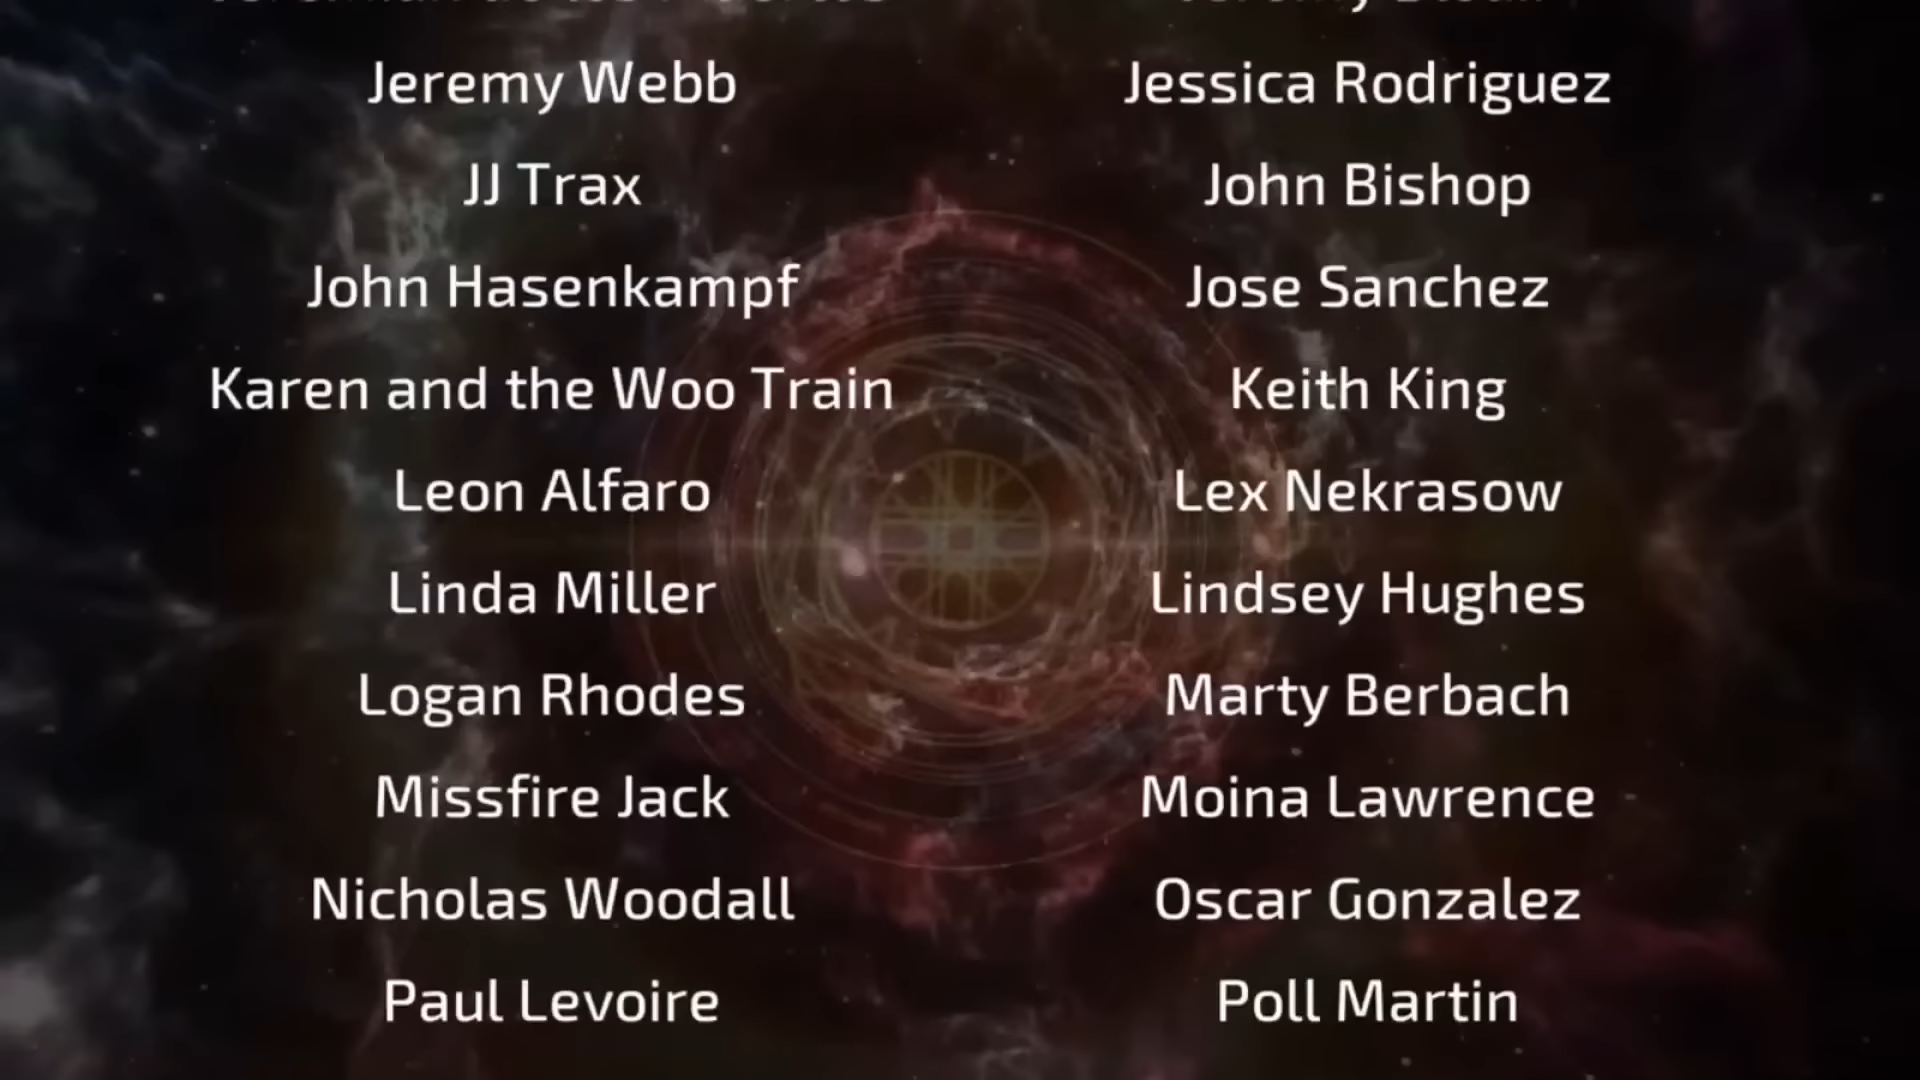 Jeremy Webb
Jessica Rodriguez
JJ Trax
John Bishop
John Hasenkampf
Jose Sanchez
Karen and the Woo Train
Keith King
Leon Alfaro
Lex Nekrasow
Linda Miller
Lindsey Hughes
Logan Rhodes
Marty Berbach
Missfire Jack
Moina Lawrence
Nicholas Woodall
Oscar Gonzalez
Paul Levoire
Poll Martin